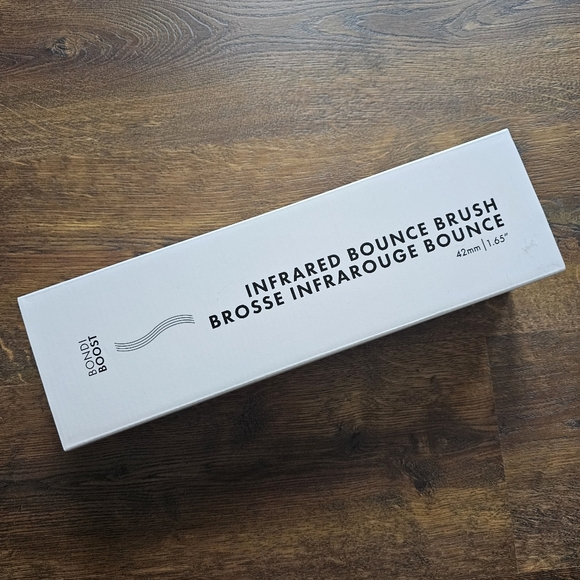 BONDI
BOOST
INFRARED BOUNCE BRUSH
BROSSE INFRAROUGE BOUNCE
42mm | 1.65"